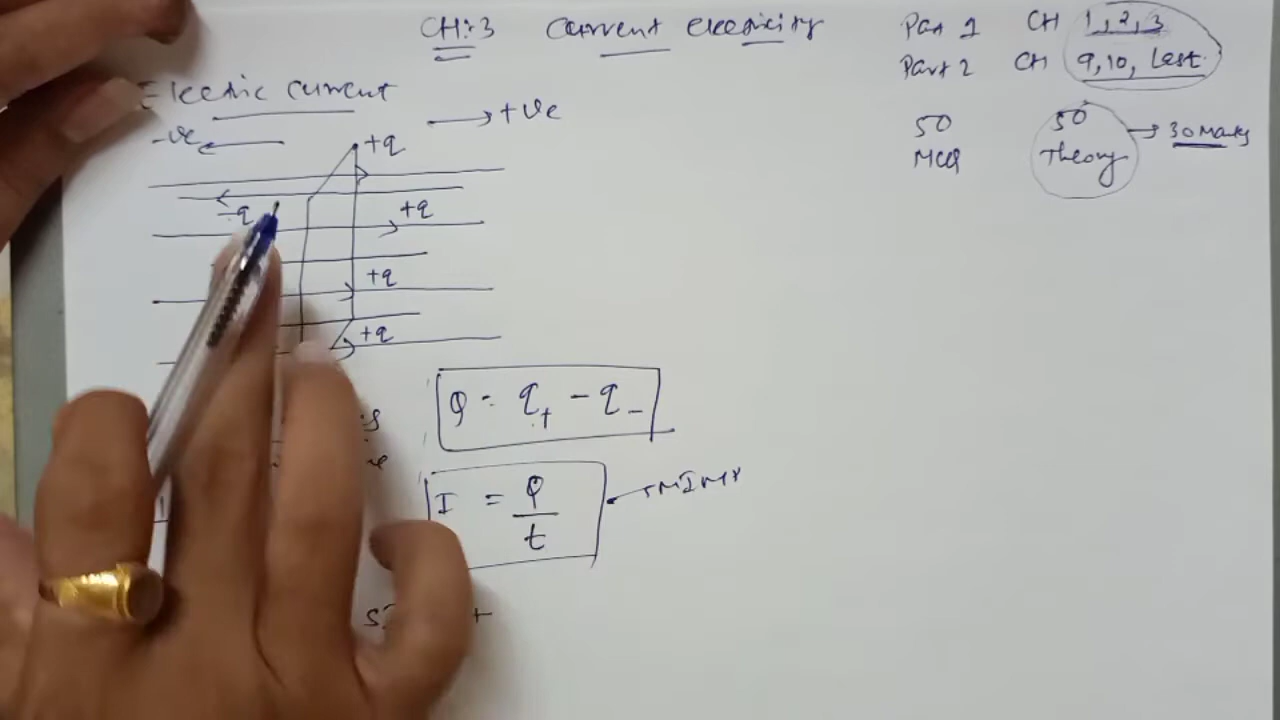 CH:3 Current electricity
Part 1 CH 1,2,3
Part 2 CH 9,10, Last
Electric current
→ +ve
-ve ←
+q
50 MCQ
50 Theory → 30 Marks
-q
+q
+q
+q
Q = q+ - q-
I = Q/t